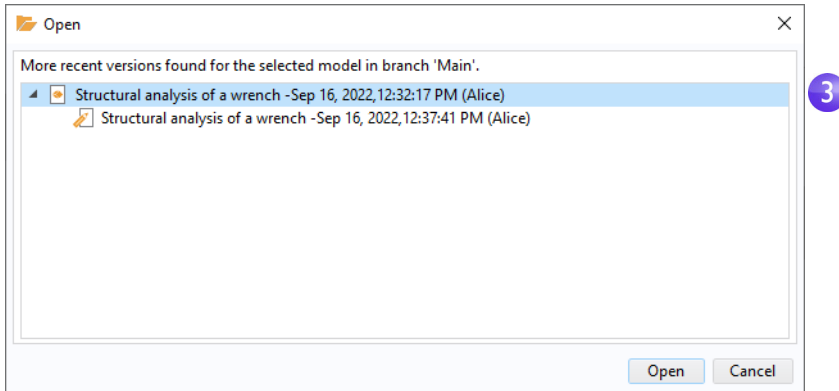 Open
More recent versions found for the selected model in branch 'Main'.
Structural analysis of a wrench -Sep 16, 2022,12:32:17 PM (Alice)
3
Structural analysis of a wrench -Sep 16, 2022,12:37:41 PM (Alice)
Open Cancel